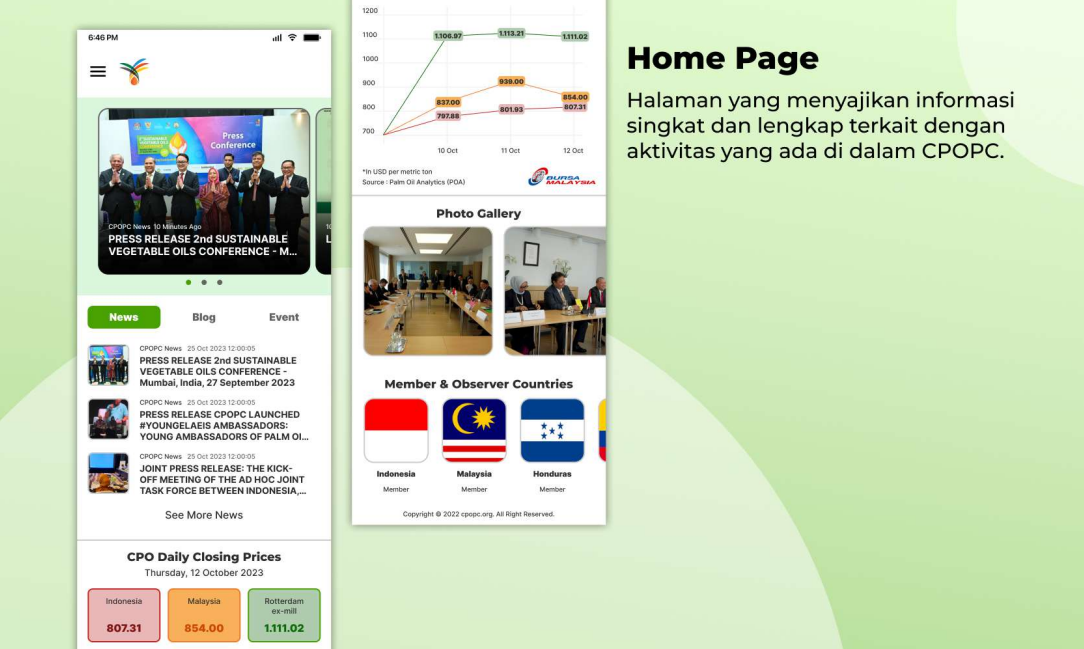 6:46 PM
Press
Conference
CPOPC News 10 Minutes Ago
PRESS RELEASE 2nd SUSTAINABLE
VEGETABLE OILS CONFERENCE - M...
10
L
News
Blog
Event
CPOPC News 25 Oct 2023 12:00:05
PRESS RELEASE 2nd SUSTAINABLE
VEGETABLE OILS CONFERENCE -
Mumbai, India, 27 September 2023
CPOPC News 25 Oct 2023 12:00:05
PRESS RELEASE CPOPC LAUNCHED
#YOUNGELAEIS AMBASSADORS:
YOUNG AMBASSADORS OF PALM OI...
CPOPC News 25 Oct 2023 12:00:05
JOINT PRESS RELEASE: THE KICK-
OFF MEETING OF THE AD HOC JOINT
TASK FORCE BETWEEN INDONESIA,...
See More News
CPO Daily Closing Prices
Thursday, 12 October 2023
Indonesia
807.31
Malaysia
854.00
Rotterdam
ex-mill
1.111.02
1200
1100
1000
900
800
700
1.106.97
1.113.21
1.111.02
837.00
939.00
854.00
797.88
801.93
807.31
10 Oct
11 Oct
12 Oct
*In USD per metric ton
Source : Palm Oil Analytics (POA)
BURSA
MALAYSIA
Photo Gallery
Member & Observer Countries
Indonesia
Member
Malaysia
Member
Honduras
Member
Copyright @ 2022 cpopc.org. All Right Reserved.
Home Page
Halaman yang menyajikan informasi
singkat dan lengkap terkait dengan
aktivitas yang ada di dalam CPOPC.